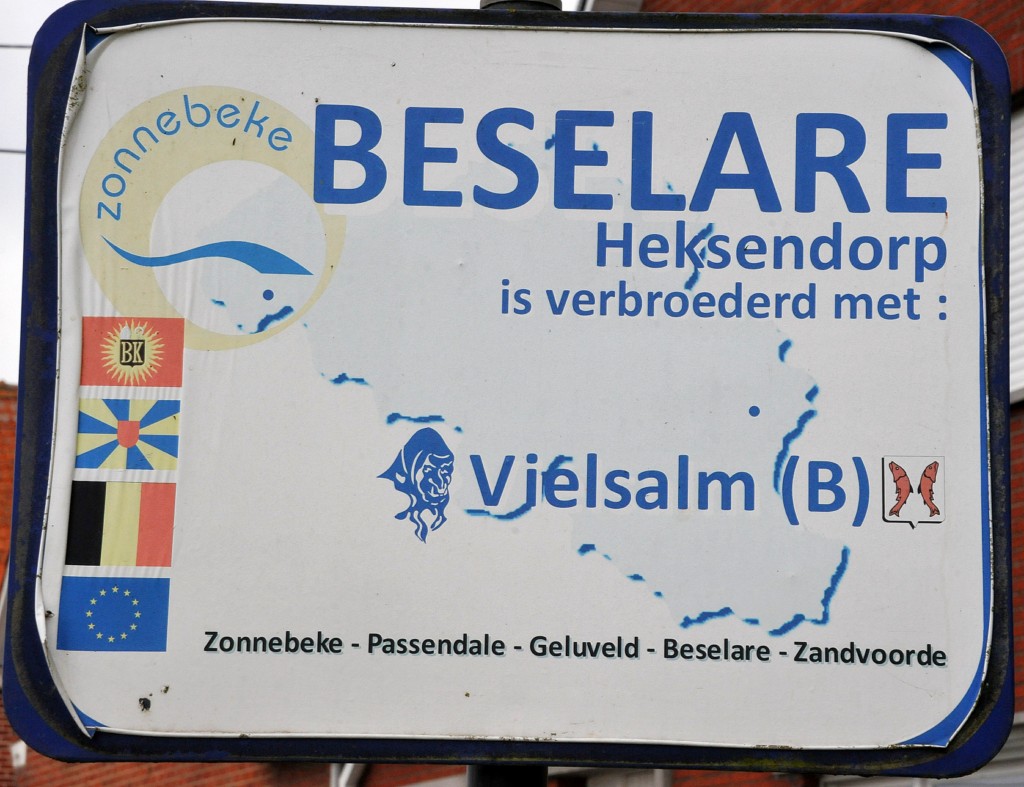 zonnebeke
BESELARE
Heksendorp
is verbroederd met :
BK
Vielsalm (B)
Zonnebeke - Passendale - Geluveld - Beselare - Zandvoorde